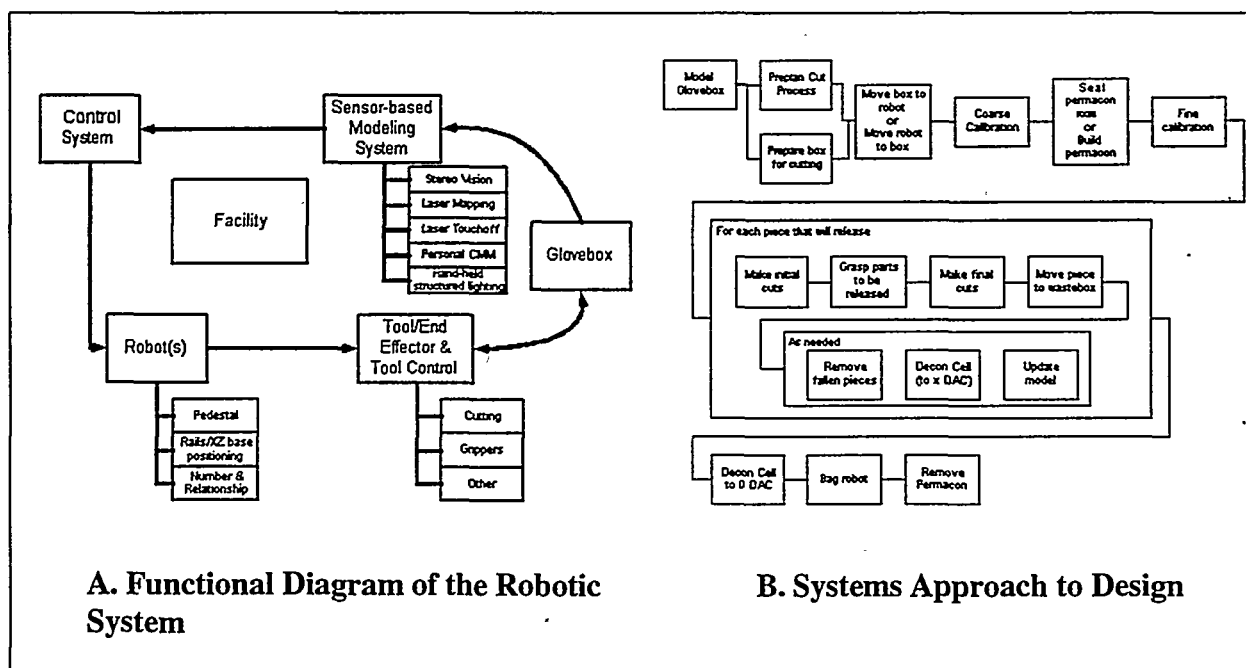 Control
System
Sensor-based
Modeling
System
Stereo Vision
Laser Mapping
Laser Touchoff
Personal CMM
Hand-held
structured lighting
Facility
Glovebox
Robot(s)
Pedestal
Rails/XZ base
positioning
Number &
Relationship
Tool/End
Effector &
Tool Control
Cutting
Grippers
Other
A. Functional Diagram of the Robotic
System
Model
Glovebox
Preplan Cut
Process
Prepare box
for cutting
Move box to
robot
or
Move robot
to box
Coarse
Calibration
Seal
permacon
room
or
Build
permacon
Fine
calibration
For each piece that will release
Make initial
cuts
Grasp parts
to be
released
Make final
cuts
Move piece
to wastebox
As needed
Remove
fallen pieces
Decon Cell
(to x DAC)
Update
model
Decon Cell
to 0 DAC
Bag robot
Remove
Permacon
B. Systems Approach to Design